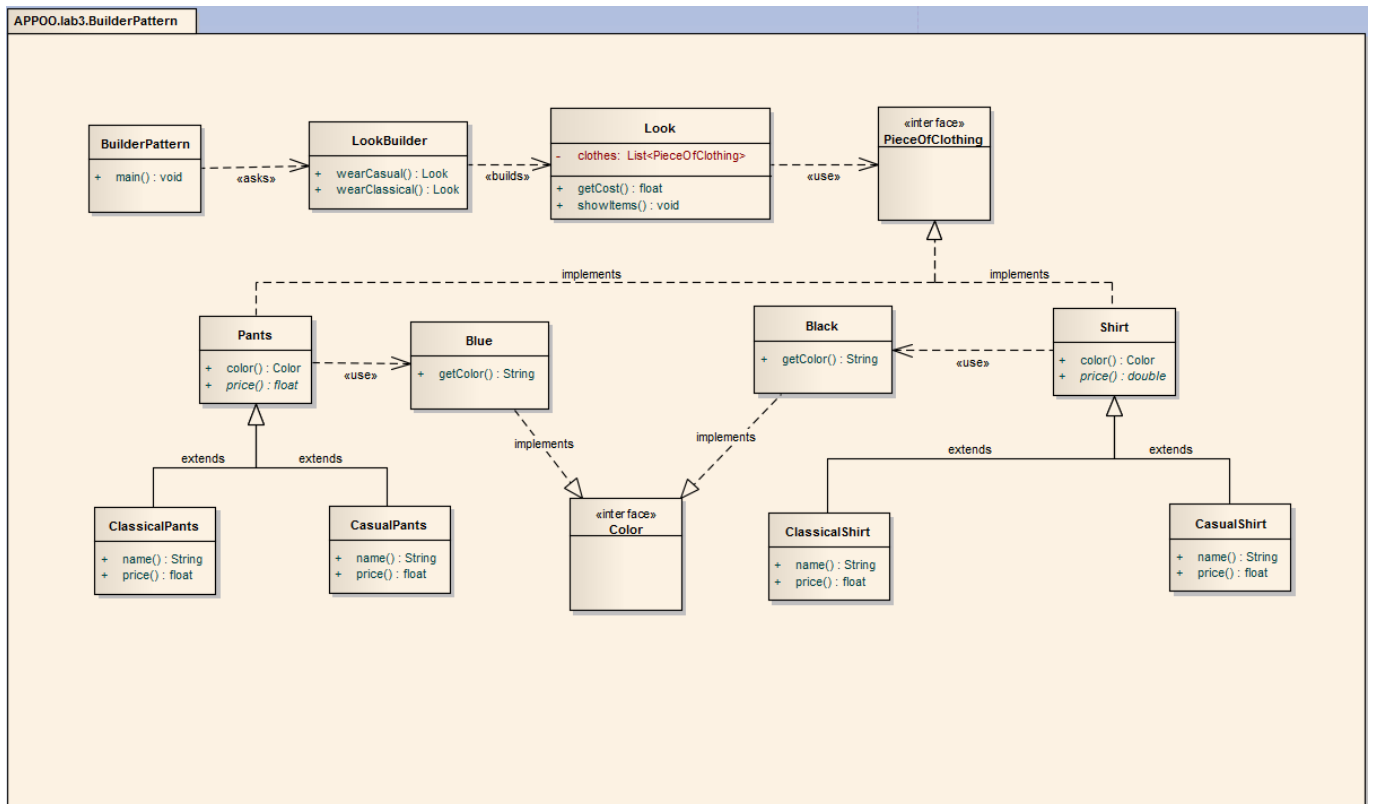 APPOO.lab3.BuilderPattern
BuilderPattern
+ main() : void
«asks»
LookBuilder
+ wearCasual() : Look
+ wearClassical() : Look
«builds»
Look
- clothes: List<PieceOfClothing>
+ getCost() : float
+ showItems() : void
«use»
«interface»
PieceOfClothing
implements
implements
Pants
+ color() : Color
+ price() : float
«use»
Blue
+ getColor() : String
Black
+ getColor() : String
«use»
Shirt
+ color() : Color
+ price() : double
extends
extends
implements
implements
extends
extends
ClassicalPants
+ name() : String
+ price() : float
CasualPants
+ name() : String
+ price() : float
«interface»
Color
ClassicalShirt
+ name() : String
+ price() : float
CasualShirt
+ name() : String
+ price() : float